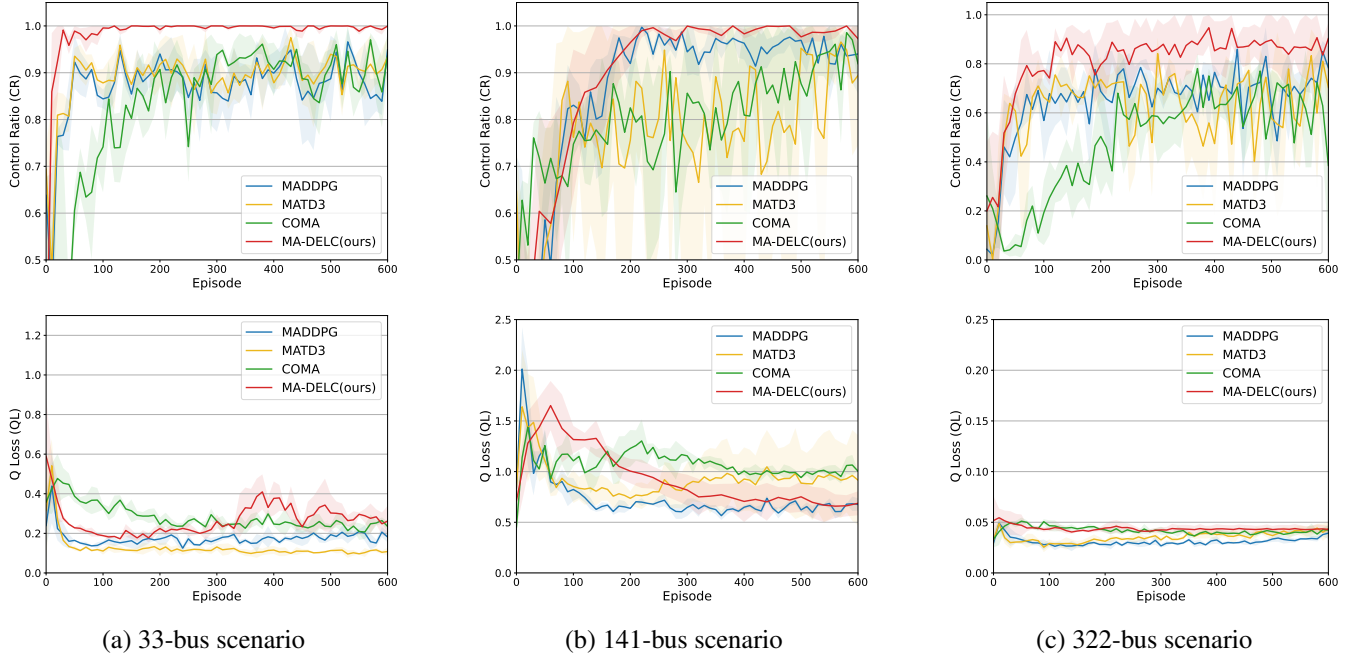 1.0
0.9
0.8
0.7
0.6
0.5
Control Ratio (CR)
0 100 200 300 400 500 600
Episode
MADDPG
MATD3
COMA
MA-DELC(ours)
1.0
0.9
0.8
0.7
0.6
0.5
Control Ratio (CR)
0 100 200 300 400 500 600
Episode
MADDPG
MATD3
COMA
MA-DELC(ours)
1.0
0.8
0.6
0.4
0.2
0.0
Control Ratio (CR)
0 100 200 300 400 500 600
Episode
MADDPG
MATD3
COMA
MA-DELC(ours)
1.2
1.0
0.8
0.6
0.4
0.2
0.0
Q Loss (QL)
0 100 200 300 400 500 600
Episode
MADDPG
MATD3
COMA
MA-DELC(ours)
2.5
2.0
1.5
1.0
0.5
0.0
Q Loss (QL)
0 100 200 300 400 500 600
Episode
MADDPG
MATD3
COMA
MA-DELC(ours)
0.25
0.20
0.15
0.10
0.05
0.00
Q Loss (QL)
0 100 200 300 400 500 600
Episode
MADDPG
MATD3
COMA
MA-DELC(ours)
(a) 33-bus scenario
(b) 141-bus scenario
(c) 322-bus scenario